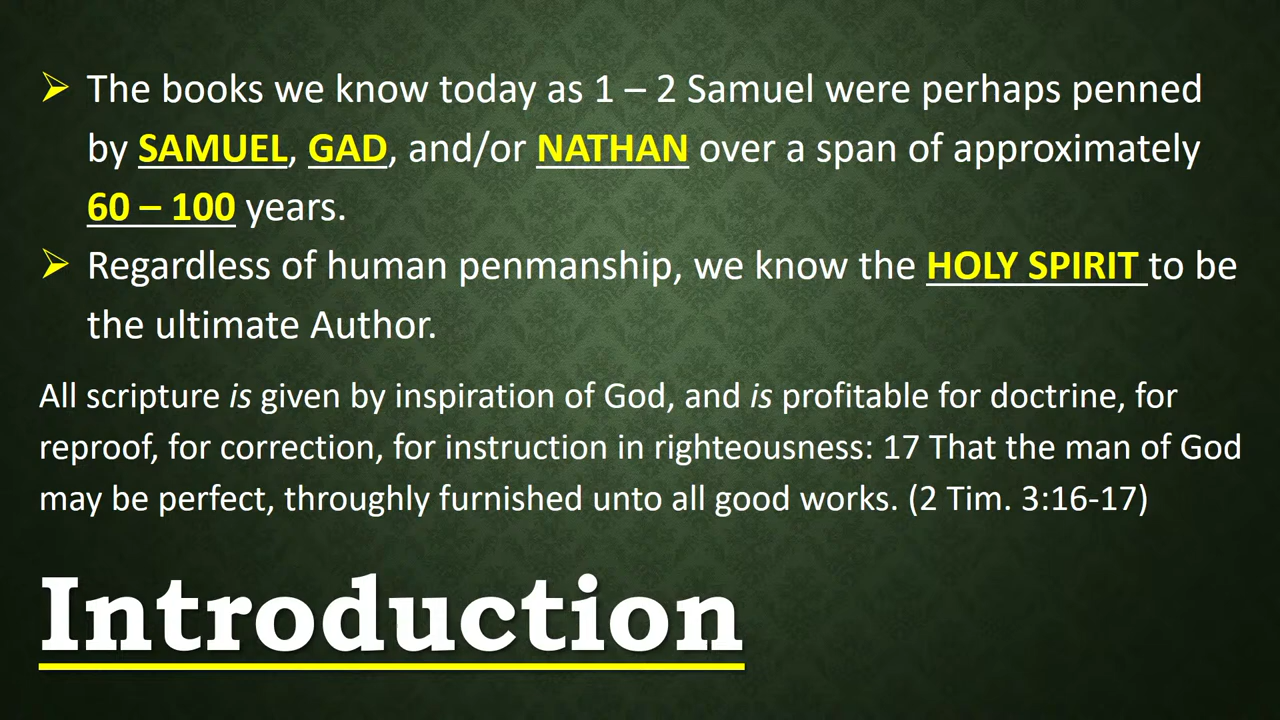 ➢ The books we know today as 1 – 2 Samuel were perhaps penned
by SAMUEL, GAD, and/or NATHAN over a span of approximately
60 – 100 years.
➢ Regardless of human penmanship, we know the HOLY SPIRIT to be
the ultimate Author.
All scripture is given by inspiration of God, and is profitable for doctrine, for
reproof, for correction, for instruction in righteousness: 17 That the man of God
may be perfect, throughly furnished unto all good works. (2 Tim. 3:16-17)
Introduction